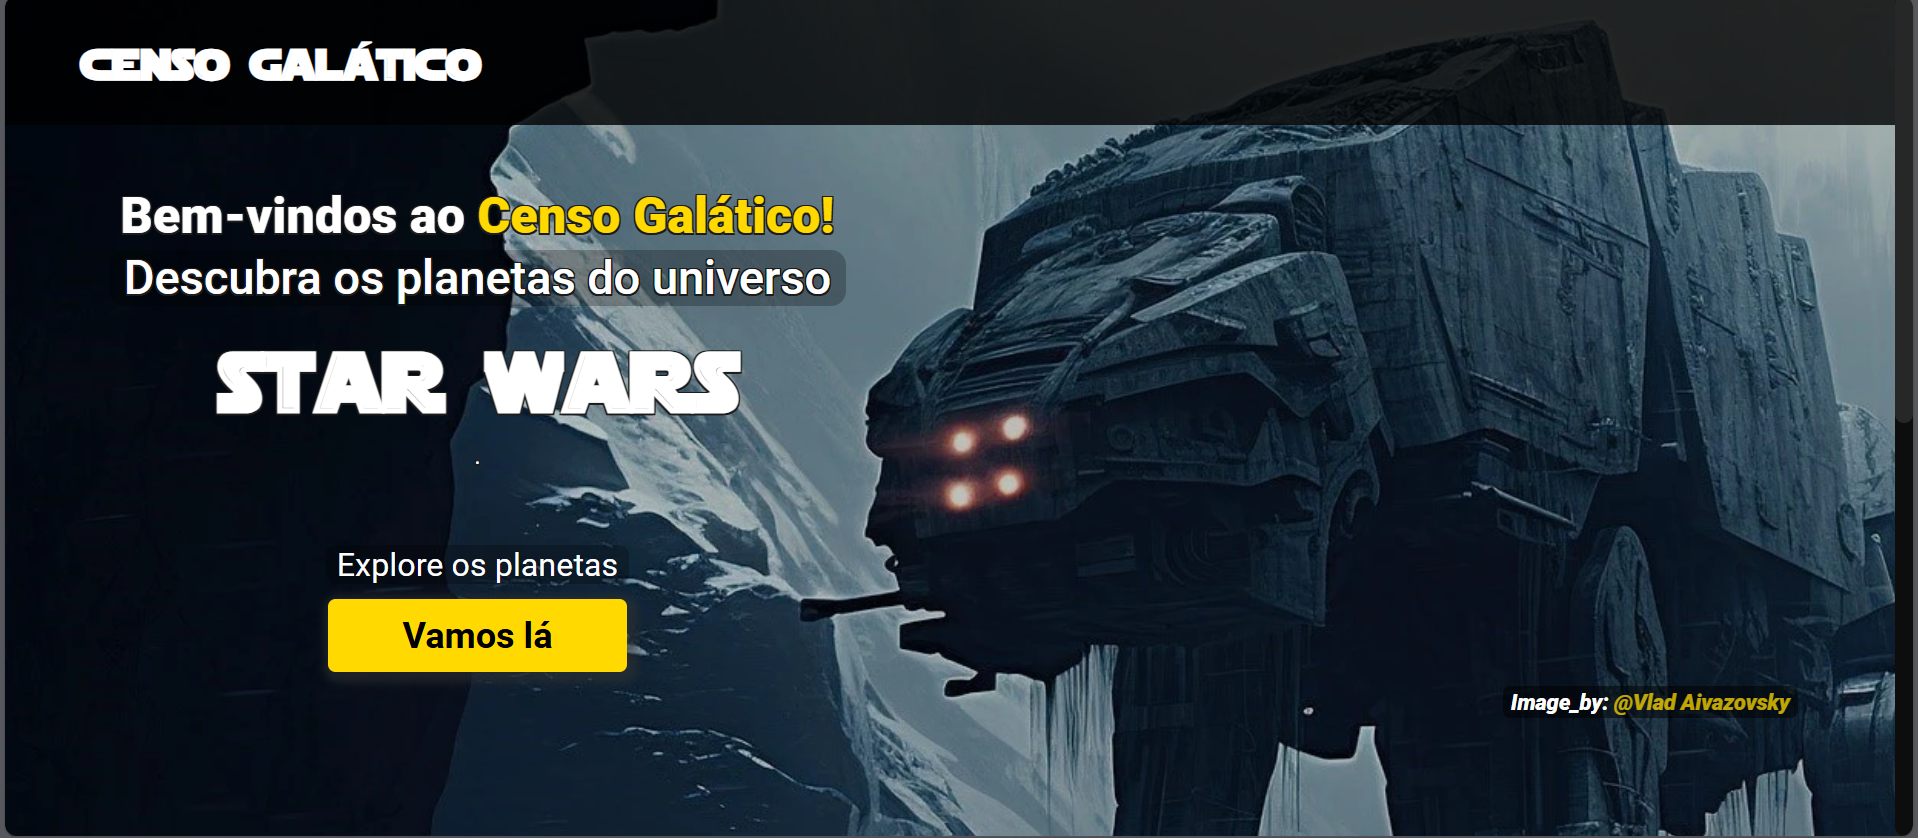 CENSO GALÁTICO
Bem-vindos ao Censo Galático!
Descubra os planetas do universo
STAR WARS
.
Explore os planetas
Vamos lá
Image_by: @Vlad Aivazovsky